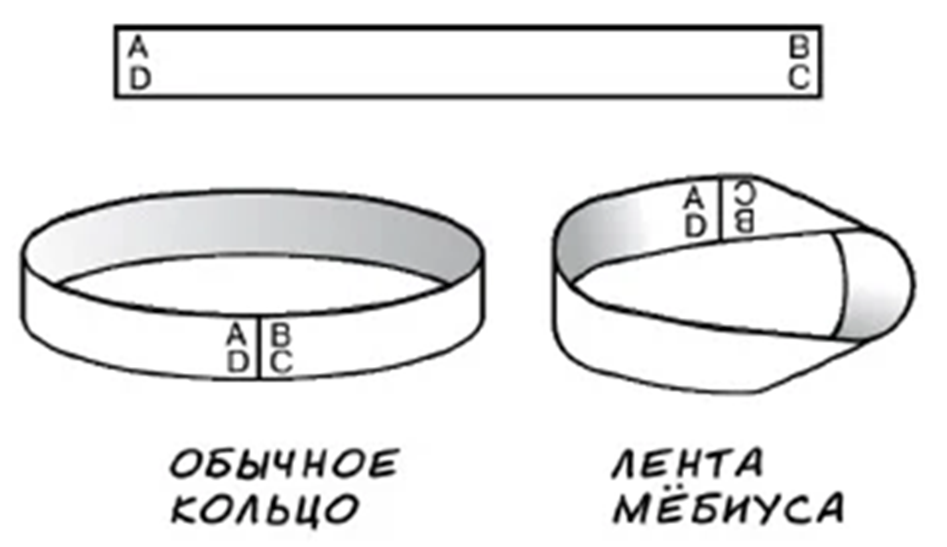 A B
D C
A C
D B
A B
D C
ОБЫЧНОЕ
КОЛЬЦО
ЛЕНТА
МЁБИУСА